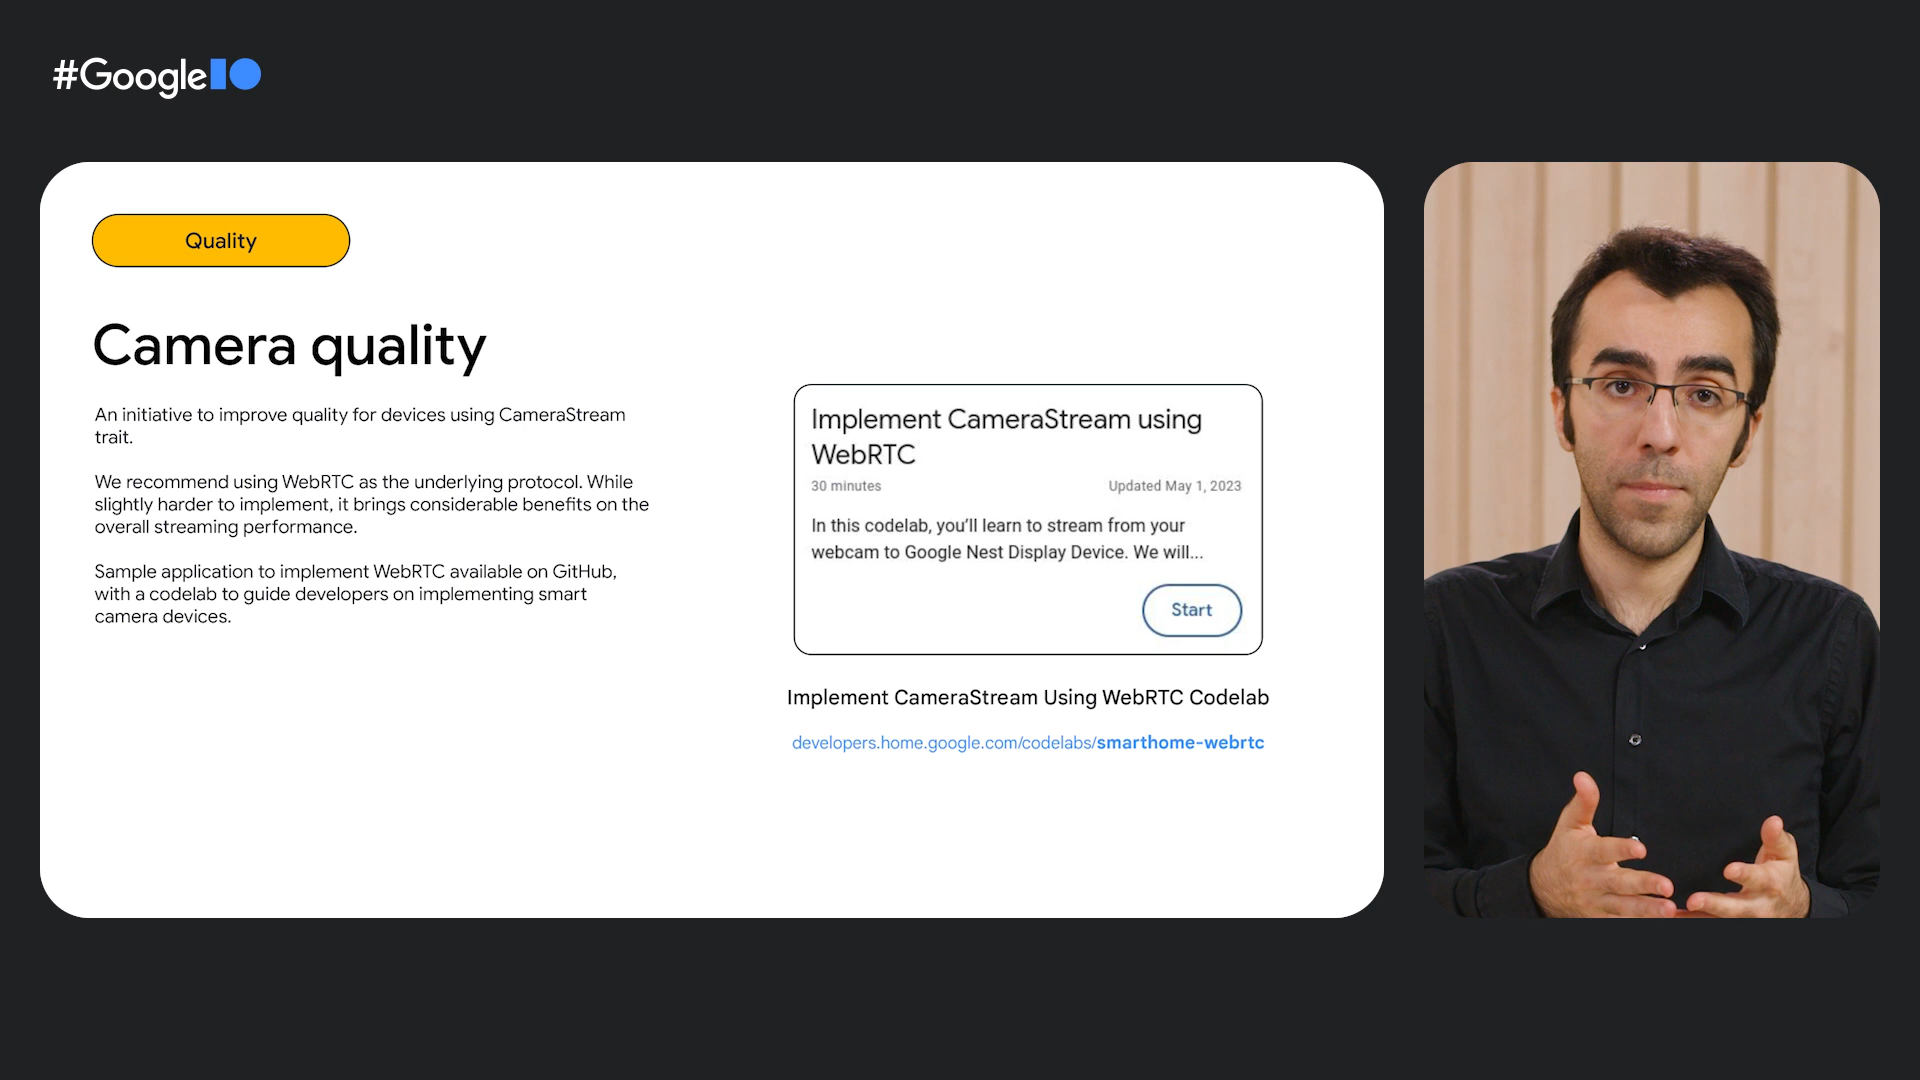 #GoogleIO
Quality
Camera quality
An initiative to improve quality for devices using CameraStream
trait.
We recommend using WebRTC as the underlying protocol. While
slightly harder to implement, it brings considerable benefits on the
overall streaming performance.
Sample application to implement WebRTC available on GitHub,
with a codelab to guide developers on implementing smart
camera devices.
Implement CameraStream using
WebRTC
30 minutes Updated May 1, 2023
In this codelab, you’ll learn to stream from your
webcam to Google Nest Display Device. We will...
Start
Implement CameraStream Using WebRTC Codelab
developers.home.google.com/codelabs/smarthome-webrtc